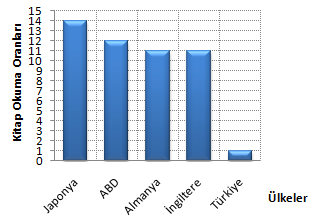 Kitap Okuma Oranları
15
14
13
12
11
10
9
8
7
6
5
4
3
2
1
0
Japonya
ABD
Almanya
İngiltere
Türkiye
Ülkeler